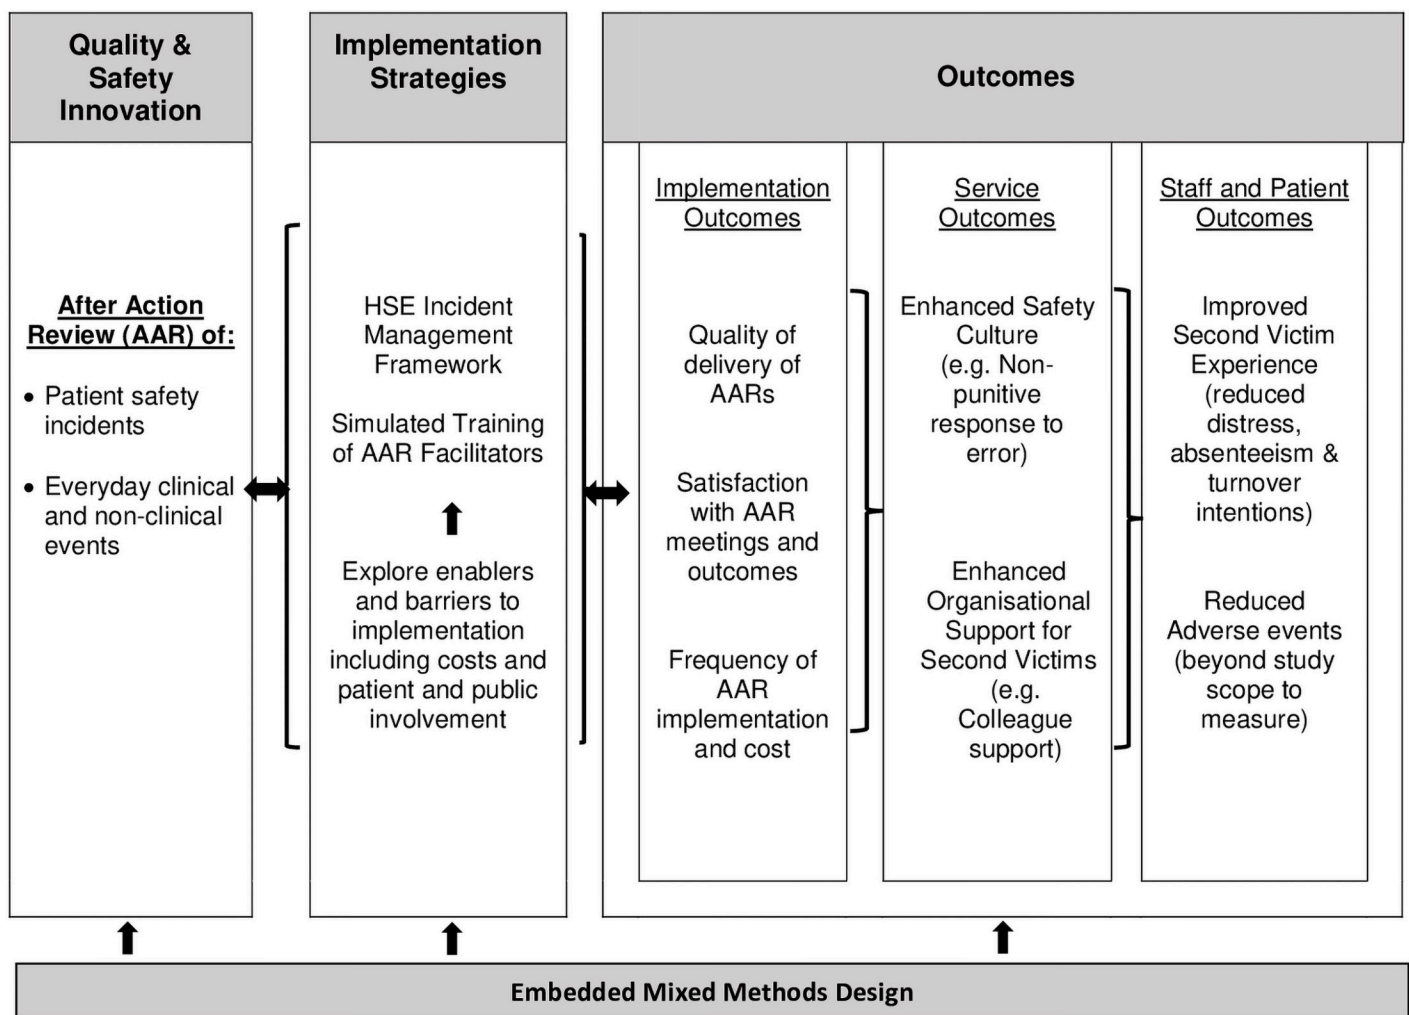 Quality &
Safety
Innovation
After Action
Review (AAR) of:
• Patient safety
incidents
• Everyday clinical
and non-clinical
events
Implementation
Strategies
HSE Incident
Management
Framework
Simulated Training
of AAR Facilitators
Explore enablers
and barriers to
implementation
including costs and
patient and public
involvement
Outcomes
Implementation
Outcomes
Quality of
delivery of
AARs
Satisfaction
with AAR
meetings and
outcomes
Frequency of
AAR
implementation
and cost
Service
Outcomes
Enhanced Safety
Culture
(e.g. Non-
punitive
response to
error)
Enhanced
Organisational
Support for
Second Victims
(e.g.
Colleague
support)
Staff and Patient
Outcomes
Improved
Second Victim
Experience
(reduced
distress,
absenteeism &
turnover
intentions)
Reduced
Adverse events
(beyond study
scope to
measure)
Embedded Mixed Methods Design